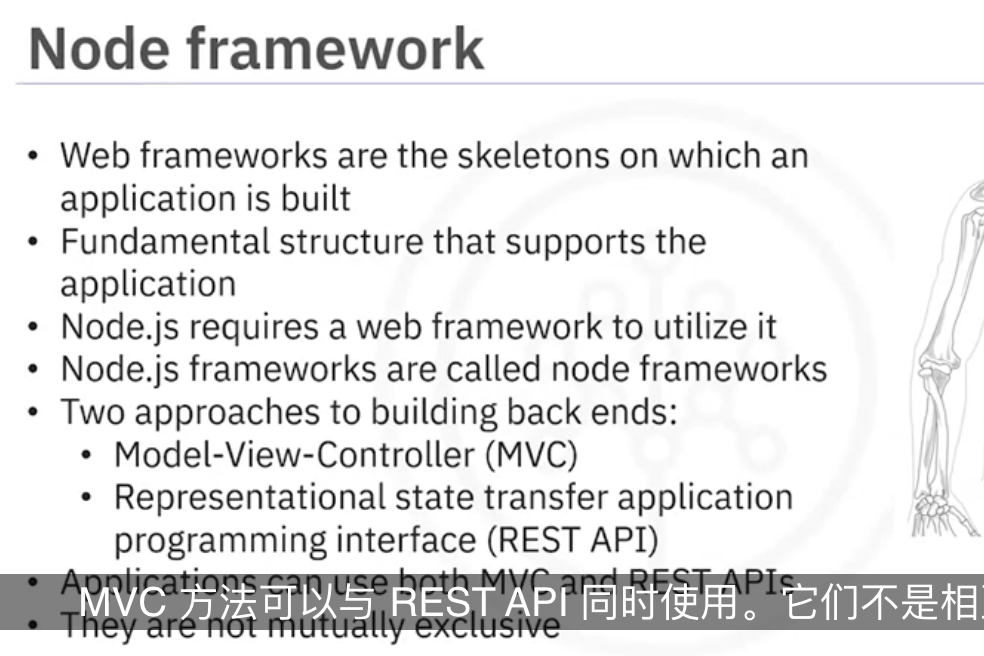 Node framework
• Web frameworks are the skeletons on which an
application is built
• Fundamental structure that supports the
application
• Node.js requires a web framework to utilize it
• Node.js frameworks are called node frameworks
• Two approaches to building back ends:
• Model-View-Controller (MVC)
• Representational state transfer application
programming interface (REST API)
• Applications can use both MVC and REST APIs
MVC 方法可以与 REST API 同时使用。它们不是相
• They are not mutually exclusive